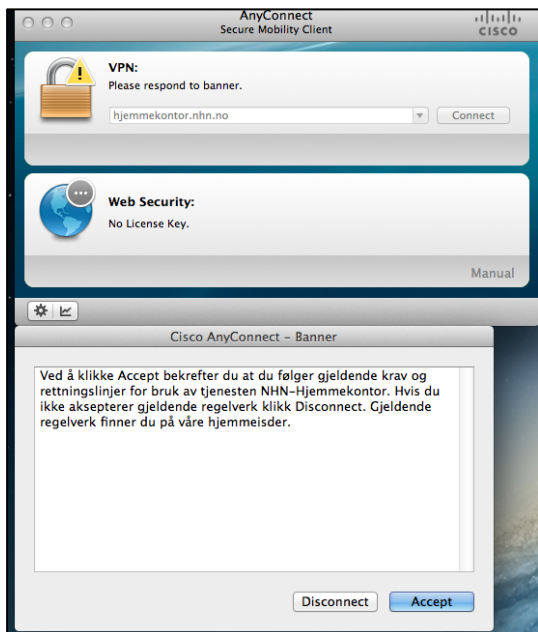 AnyConnect
Secure Mobility Client
CISCO
VPN:
Please respond to banner.
hjemmekontor.nhn.no
Connect
Web Security:
No License Key.
Manual
Cisco AnyConnect – Banner
Ved å klikke Accept bekrefter du at du følger gjeldende krav og
rettningslinjer for bruk av tjenesten NHN-Hjemmekontor. Hvis du
ikke aksepterer gjeldende regelverk klikk Disconnect. Gjeldende
regelverk finner du på våre hjemmeisder.
Disconnect
Accept